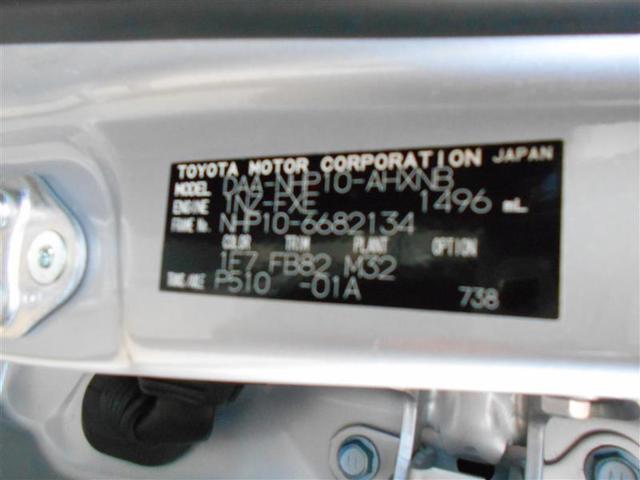 TOYOTA MOTOR CORPORATION JAPAN
MODEL DAA-NHP10-AHXNB
ENGINE 1NZ-FXE 1496 mL
FRAME No. NHP10-6682134
COLOR TRIM PLANT OPTION
1F7 FB82 M32
TRANS./AXLE P510 -01A 738